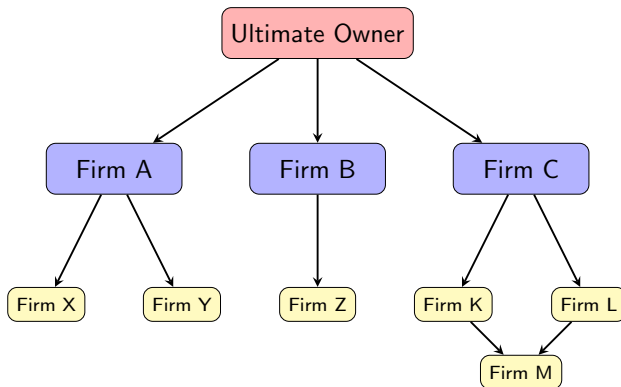 Ultimate Owner
Firm A
Firm B
Firm C
Firm X
Firm Y
Firm Z
Firm K
Firm L
Firm M